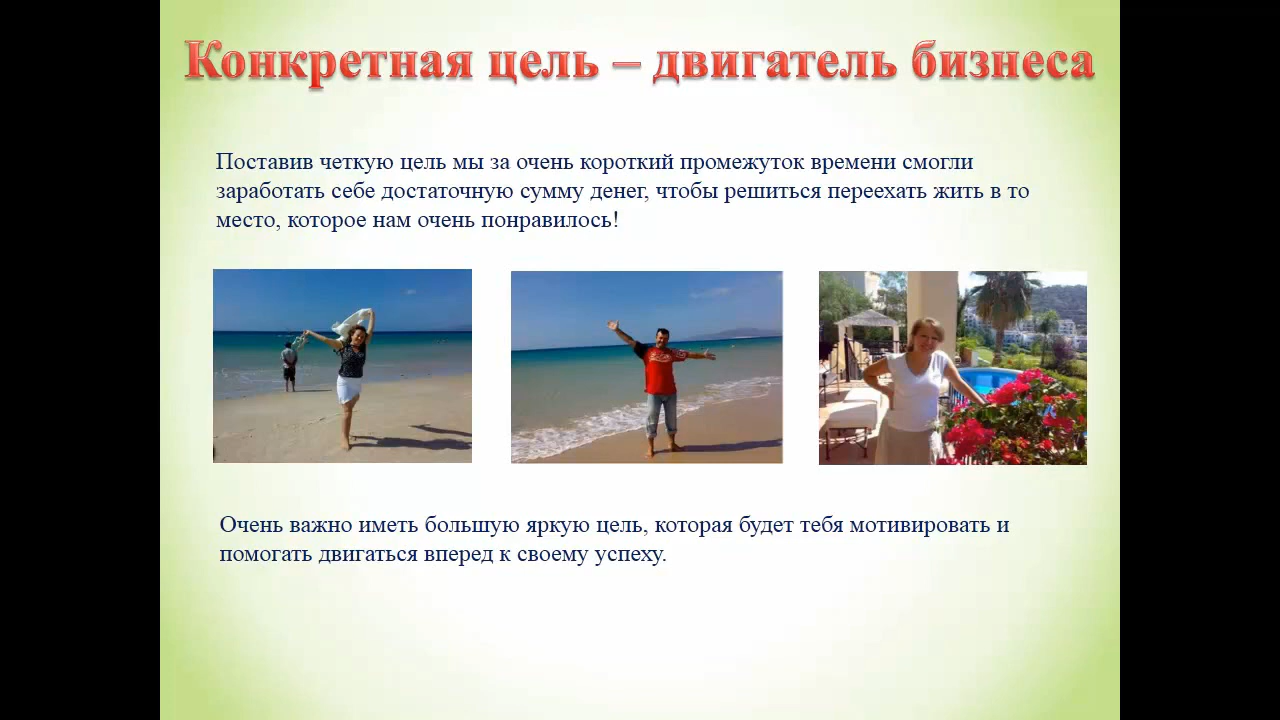 Конкретная цель – двигатель бизнеса
Поставив четкую цель мы за очень короткий промежуток времени смогли
заработать себе достаточную сумму денег, чтобы решиться переехать жить в то
место, которое нам очень понравилось!
Очень важно иметь большую яркую цель, которая будет тебя мотивировать и
помогать двигаться вперед к своему успеху.